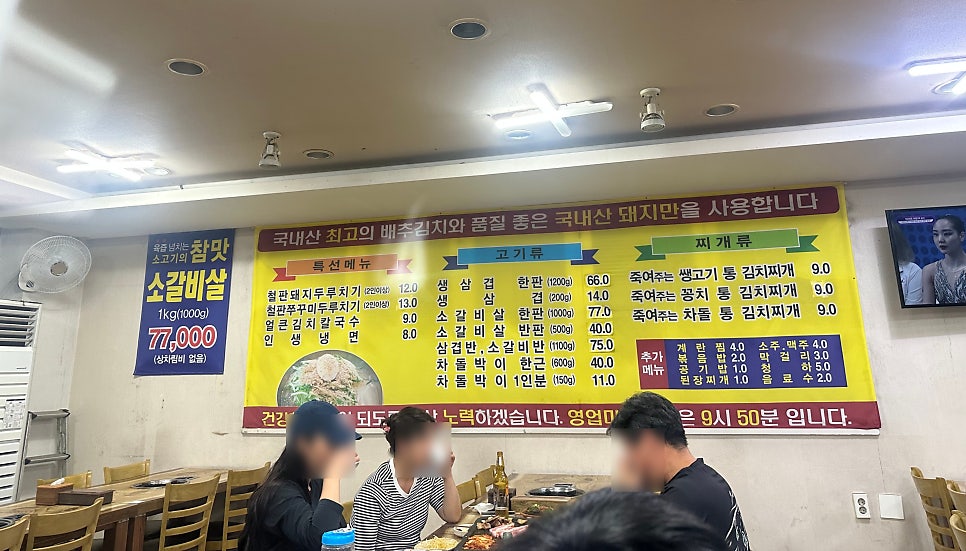 육즙 넘치는
소고기의 참맛
소갈비살
1kg(1000g)
77,000
(상차림비 없음)
국내산 최고의 배추김치와 품질 좋은 국내산 돼지만을 사용합니다
특선메뉴
철판돼지두루치기 (2인이상) 12.0
철판쭈꾸미두루치기 (2인이상) 13.0
얼큰김치칼국수 9.0
인생냉면 8.0
고기류
생삼겹 한판 (1200g) 66.0
생삼겹 (200g) 14.0
소갈비살 한판 (1000g) 77.0
소갈비살 반판 (500g) 40.0
삼겹반, 소갈비반 (1100g) 75.0
차돌박이 한근 (600g) 40.0
차돌박이 1인분 (150g) 11.0
찌개류
죽여주는 쌩고기 통 김치찌개 9.0
죽여주는 꽁치 통 김치찌개 9.0
죽여주는 차돌 통 김치찌개 9.0
추가메뉴
계란찜 4.0 소주,맥주 4.0
볶음밥 2.0 막걸리 3.0
공기밥 1.0 청하 5.0
된장찌개 1.0 음료수 2.0
노력하겠습니다. 9시 50분 입니다.